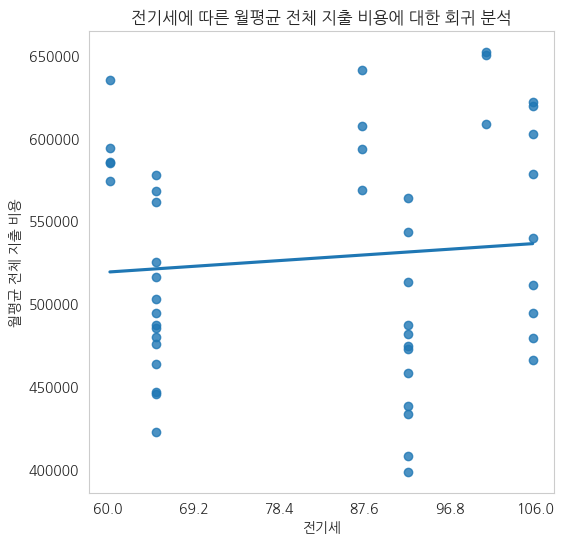 전기세에 따른 월평균 전체 지출 비용에 대한 회귀 분석
650000
600000
550000
500000
450000
400000
월평균 전체 지출 비용
60.0 69.2 78.4 87.6 96.8 106.0
전기세